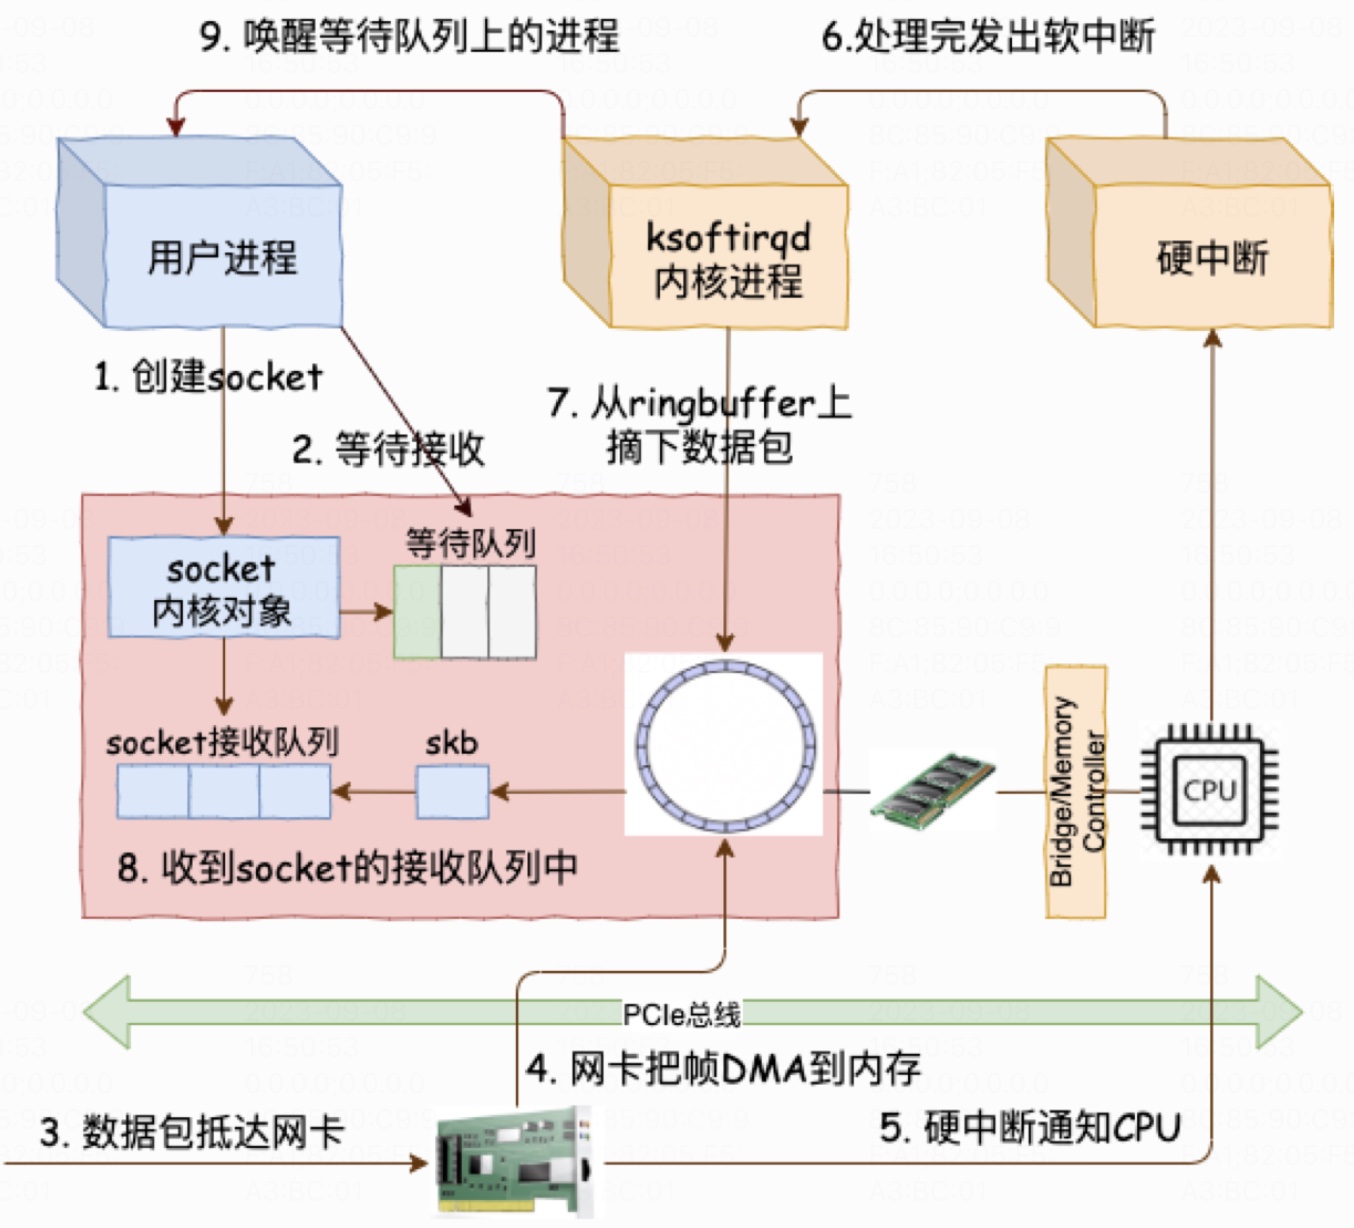 9. 唤醒等待队列上的进程
6.处理完发出软中断
用户进程
ksoftirqd
内核进程
硬中断
1. 创建socket
2. 等待接收
7. 从ringbuffer上
摘下数据包
等待队列
socket
内核对象
socket接收队列
skb
8. 收到socket的接收队列中
Bridge/Memory
Controller
CPU
PCIe总线
4. 网卡把帧DMA到内存
3. 数据包抵达网卡
5. 硬中断通知CPU